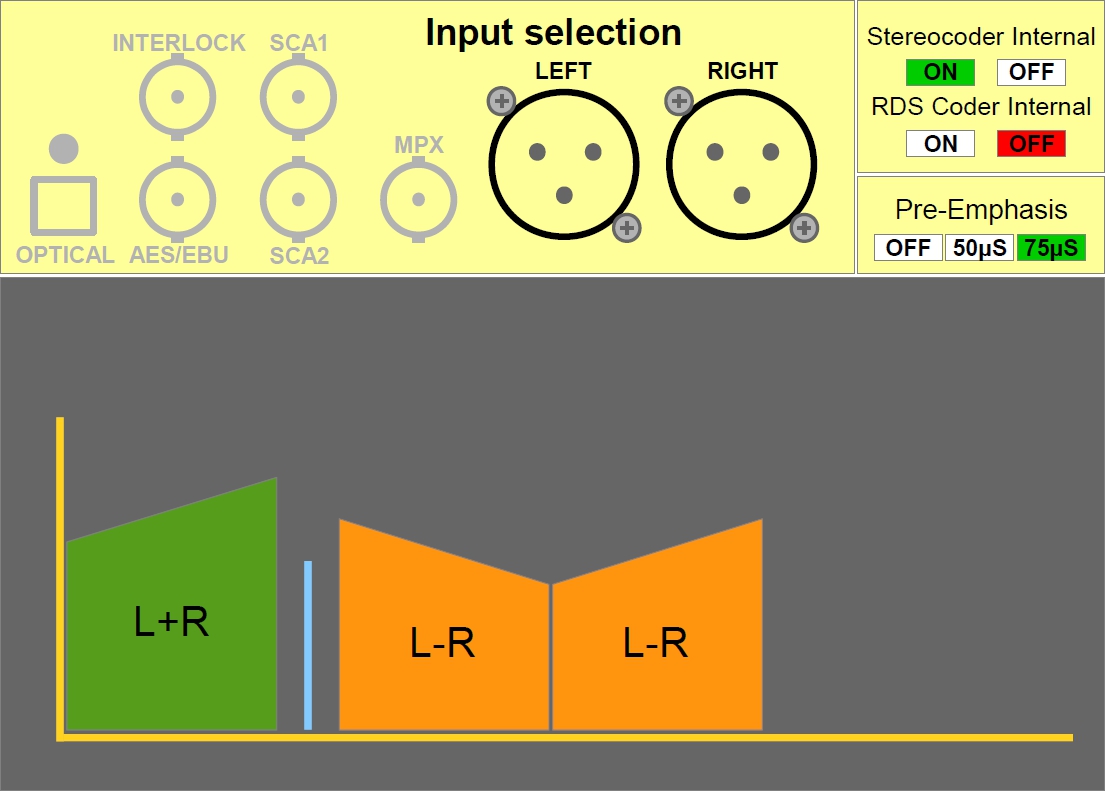 Input selection
INTERLOCK SCA1
LEFT RIGHT
MPX
OPTICAL AES/EBU SCA2
Stereocoder Internal
ON OFF
RDS Coder Internal
ON OFF
Pre-Emphasis
OFF 50µS 75µS
L+R L-R L-R